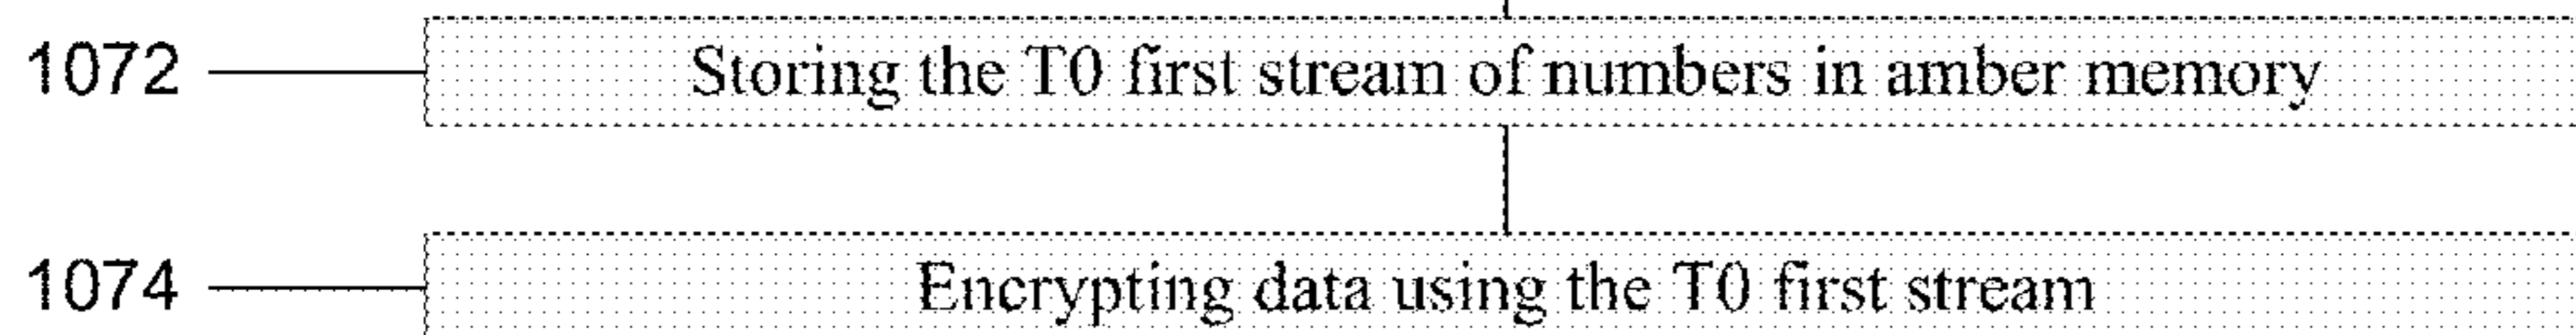 1072 Storing the T0 first stream of numbers in amber memory
1074 Encrypting data using the T0 first stream